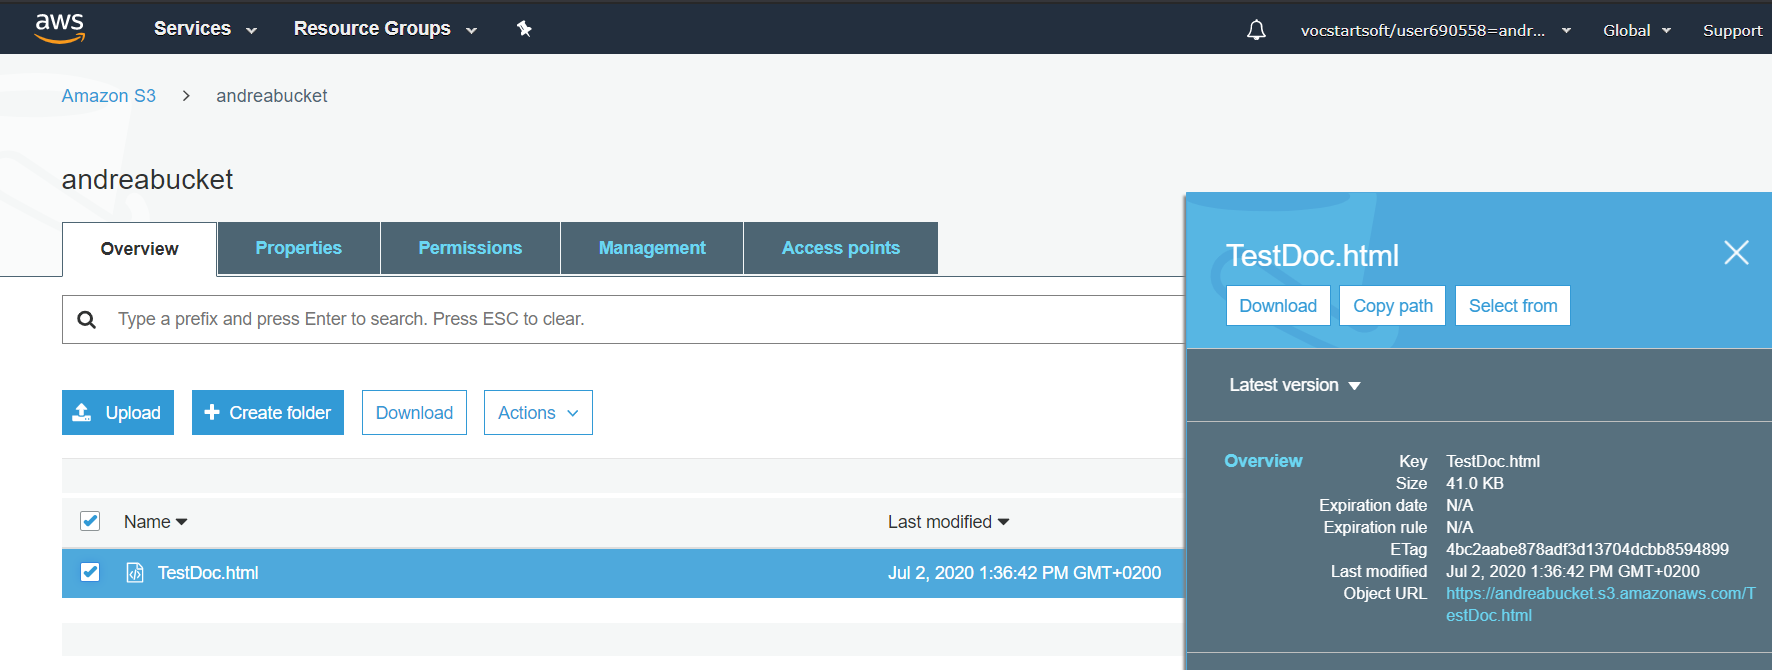 aws Services Resource Groups vocstartsoft/user690558=andr... Global Support
Amazon S3 > andreabucket
andreabucket
Overview Properties Permissions Management Access points
Type a prefix and press Enter to search. Press ESC to clear.
Upload Create folder Download Actions
Name Last modified
TestDoc.html Jul 2, 2020 1:36:42 PM GMT+0200
TestDoc.html
Download Copy path Select from
Latest version
Overview Key TestDoc.html
Size 41.0 KB
Expiration date N/A
Expiration rule N/A
ETag 4bc2aabe878adf3d13704dcbb8594899
Last modified Jul 2, 2020 1:36:42 PM GMT+0200
Object URL https://andreabucket.s3.amazonaws.com/T
estDoc.html